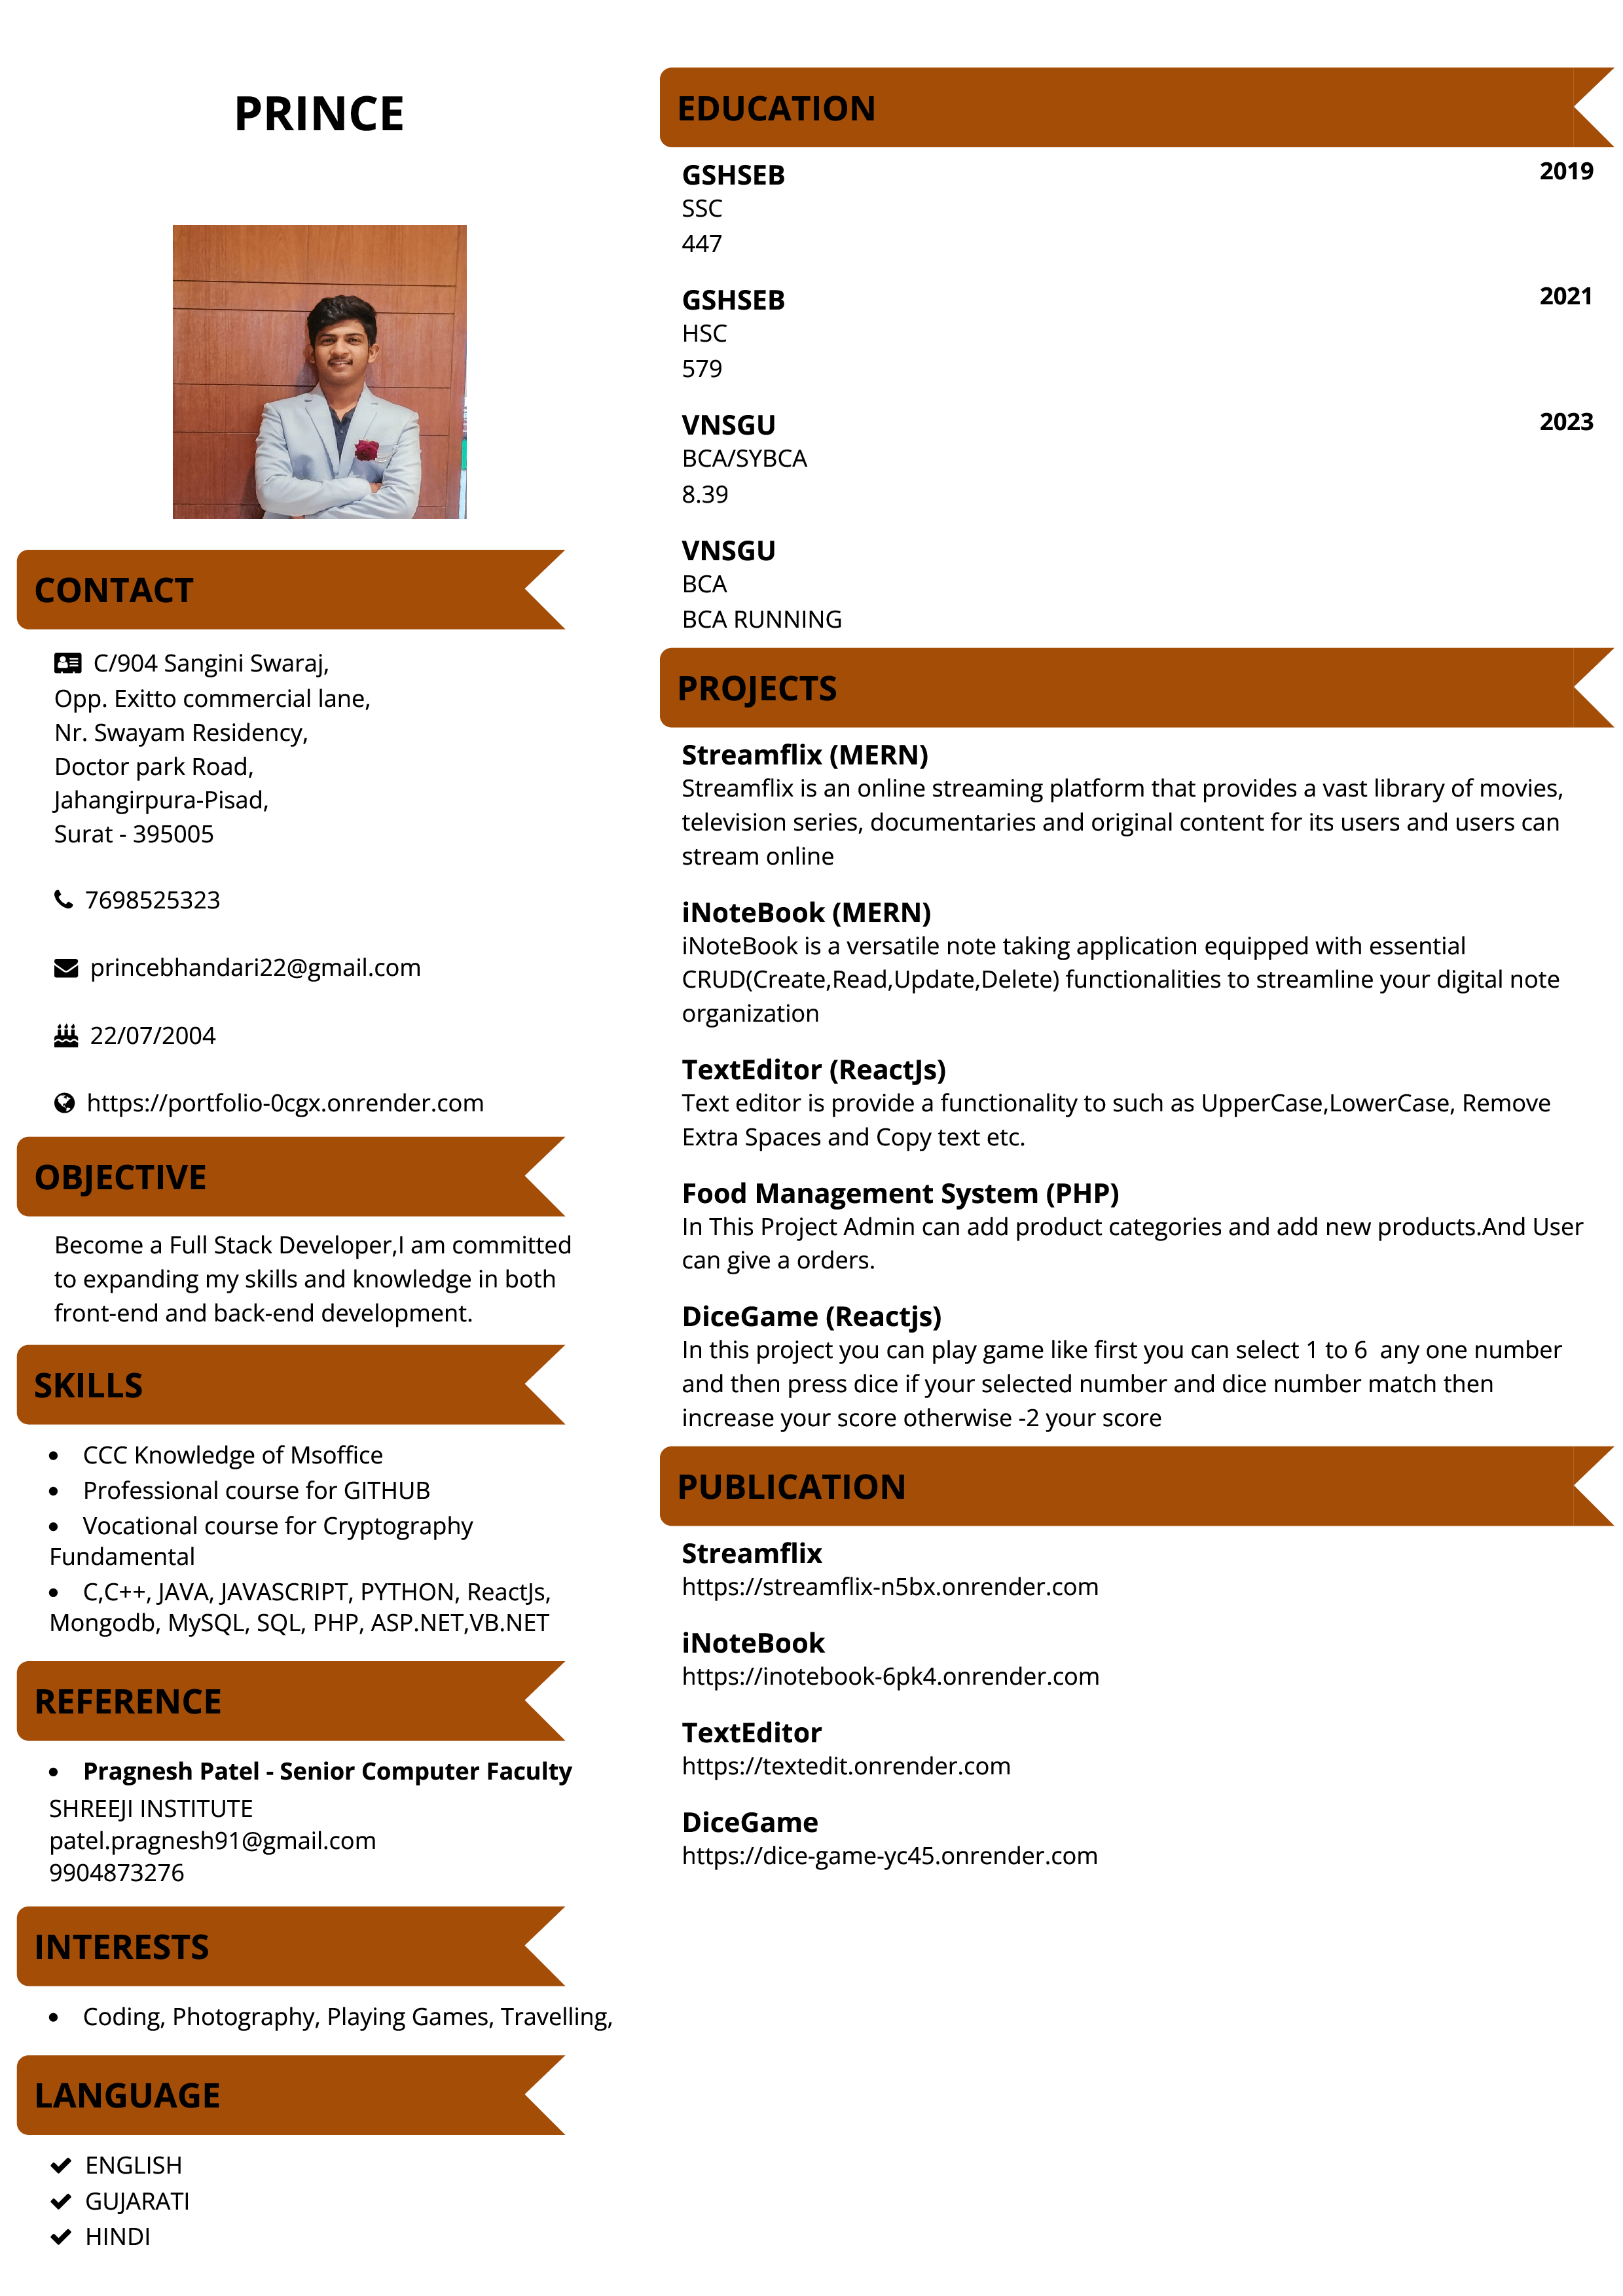 PRINCE
CONTACT
C/904 Sangini Swaraj,
Opp. Exitto commercial lane,
Nr. Swayam Residency,
Doctor park Road,
Jahangirpura-Pisad,
Surat - 395005
7698525323
princebhandari22@gmail.com
22/07/2004
https://portfolio-0cgx.onrender.com
OBJECTIVE
Become a Full Stack Developer,I am committed
to expanding my skills and knowledge in both
front-end and back-end development.
SKILLS
• CCC Knowledge of Msoffice
• Professional course for GITHUB
• Vocational course for Cryptography
Fundamental
• C,C++, JAVA, JAVASCRIPT, PYTHON, ReactJs,
Mongodb, MySQL, SQL, PHP, ASP.NET,VB.NET
REFERENCE
• Pragnesh Patel - Senior Computer Faculty
SHREEJI INSTITUTE
patel.pragnesh91@gmail.com
9904873276
INTERESTS
• Coding, Photography, Playing Games, Travelling,
LANGUAGE
ENGLISH
GUJARATI
HINDI
EDUCATION
GSHSEB 2019
SSC
447
GSHSEB 2021
HSC
579
VNSGU 2023
BCA/SYBCA
8.39
VNSGU
BCA
BCA RUNNING
PROJECTS
Streamflix (MERN)
Streamflix is an online streaming platform that provides a vast library of movies,
television series, documentaries and original content for its users and users can
stream online
iNoteBook (MERN)
iNoteBook is a versatile note taking application equipped with essential
CRUD(Create,Read,Update,Delete) functionalities to streamline your digital note
organization
TextEditor (ReactJs)
Text editor is provide a functionality to such as UpperCase,LowerCase, Remove
Extra Spaces and Copy text etc.
Food Management System (PHP)
In This Project Admin can add product categories and add new products.And User
can give a orders.
DiceGame (Reactjs)
In this project you can play game like first you can select 1 to 6  any one number
and then press dice if your selected number and dice number match then
increase your score otherwise -2 your score
PUBLICATION
Streamflix
https://streamflix-n5bx.onrender.com
iNoteBook
https://inotebook-6pk4.onrender.com
TextEditor
https://textedit.onrender.com
DiceGame
https://dice-game-yc45.onrender.com